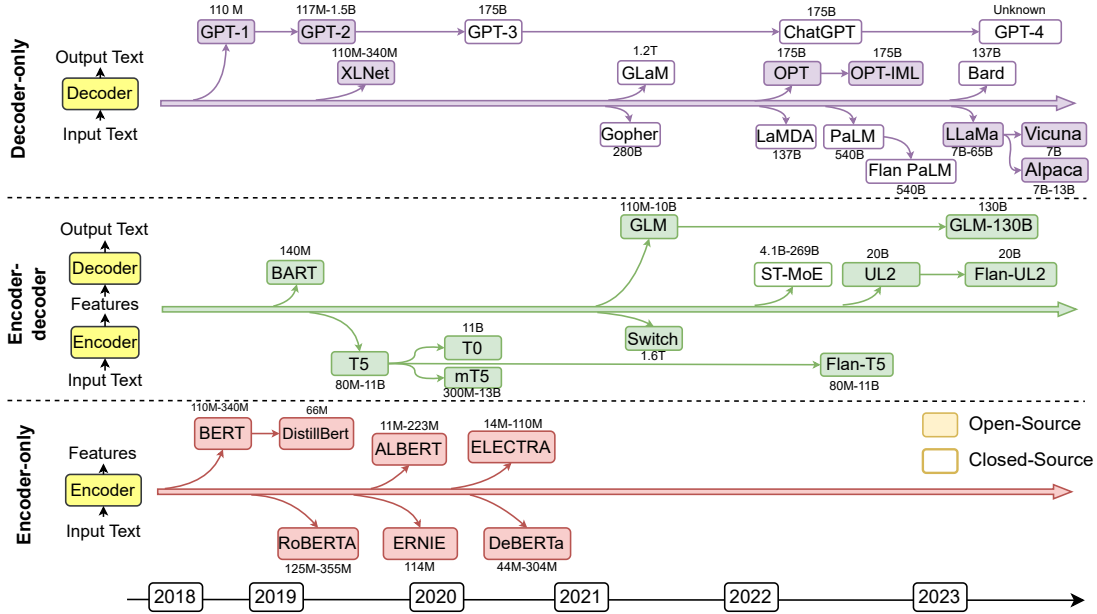 Decoder-only
Output Text
Decoder
Input Text
110 M
GPT-1
117M-1.5B
GPT-2
175B
GPT-3
175B
ChatGPT
Unknown
GPT-4
110M-340M
XLNet
1.2T
GLaM
175B
OPT
175B
OPT-IML
137B
Bard
Gopher
280B
LaMDA
137B
PaLM
540B
Flan PaLM
540B
LLaMa
7B-65B
Vicuna
7B
Alpaca
7B-13B
Encoder-
decoder
Output Text
Decoder
Features
Encoder
Input Text
110M-10B
GLM
130B
GLM-130B
140M
BART
4.1B-269B
ST-MoE
20B
UL2
20B
Flan-UL2
Switch
1.6T
T5
80M-11B
11B
T0
mT5
300M-13B
Flan-T5
80M-11B
Encoder-only
Features
Encoder
Input Text
110M-340M
BERT
66M
DistillBert
11M-223M
ALBERT
14M-110M
ELECTRA
RoBERTA
125M-355M
ERNIE
114M
DeBERTa
44M-304M
Open-Source
Closed-Source
2018
2019
2020
2021
2022
2023